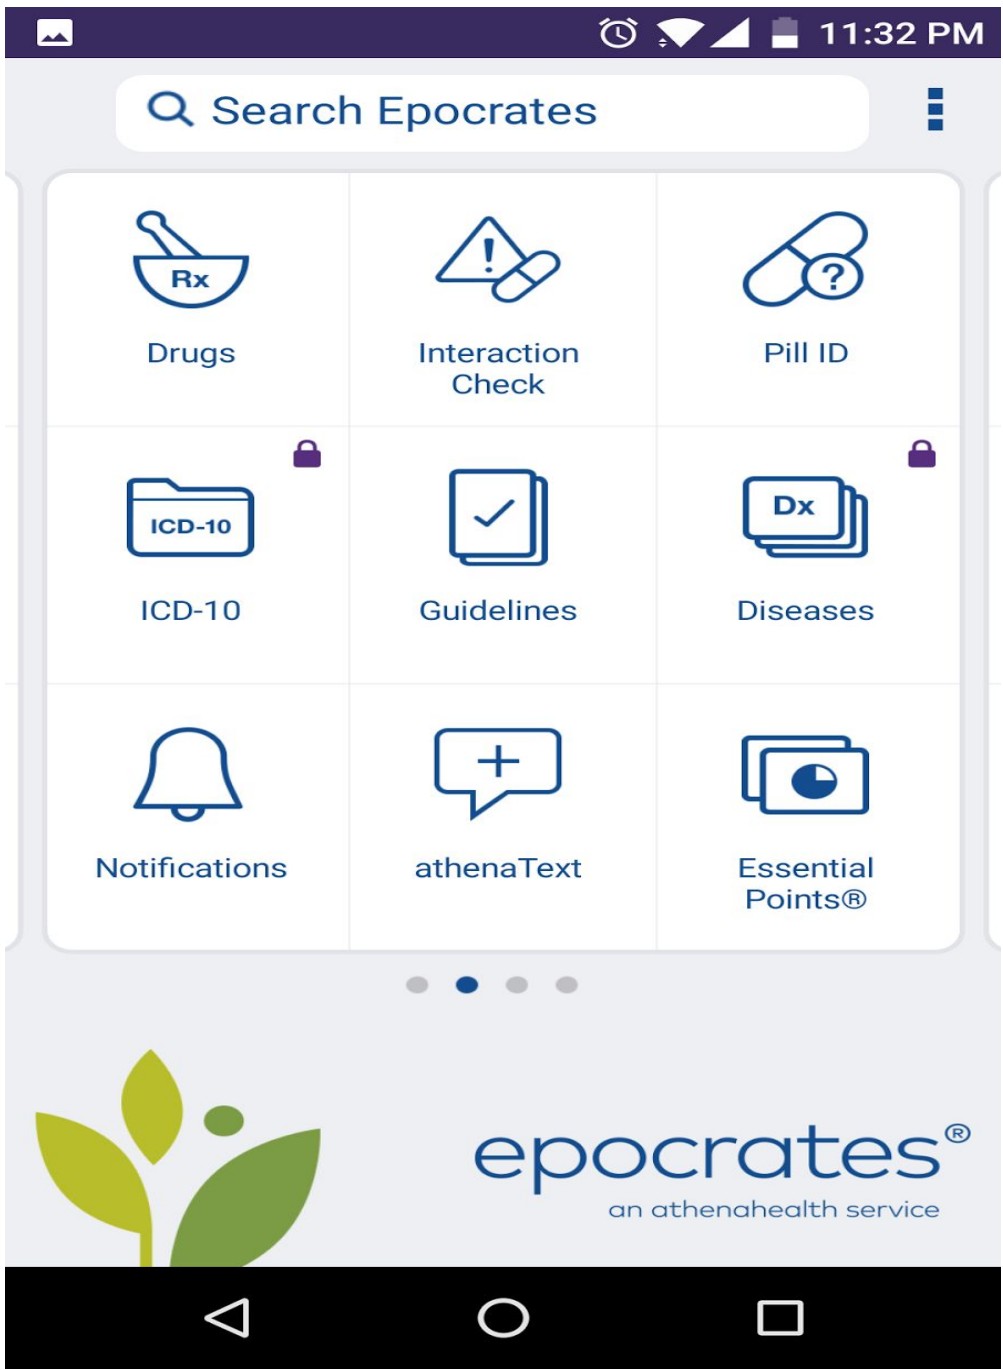 11:32 PM
Search Epocrates
Rx
!
?
Drugs
Interaction
Check
Pill ID
ICD-10
Dx
ICD-10
Guidelines
Diseases
Notifications
athenaText
Essential
Points®
epocrates®
an athenahealth service